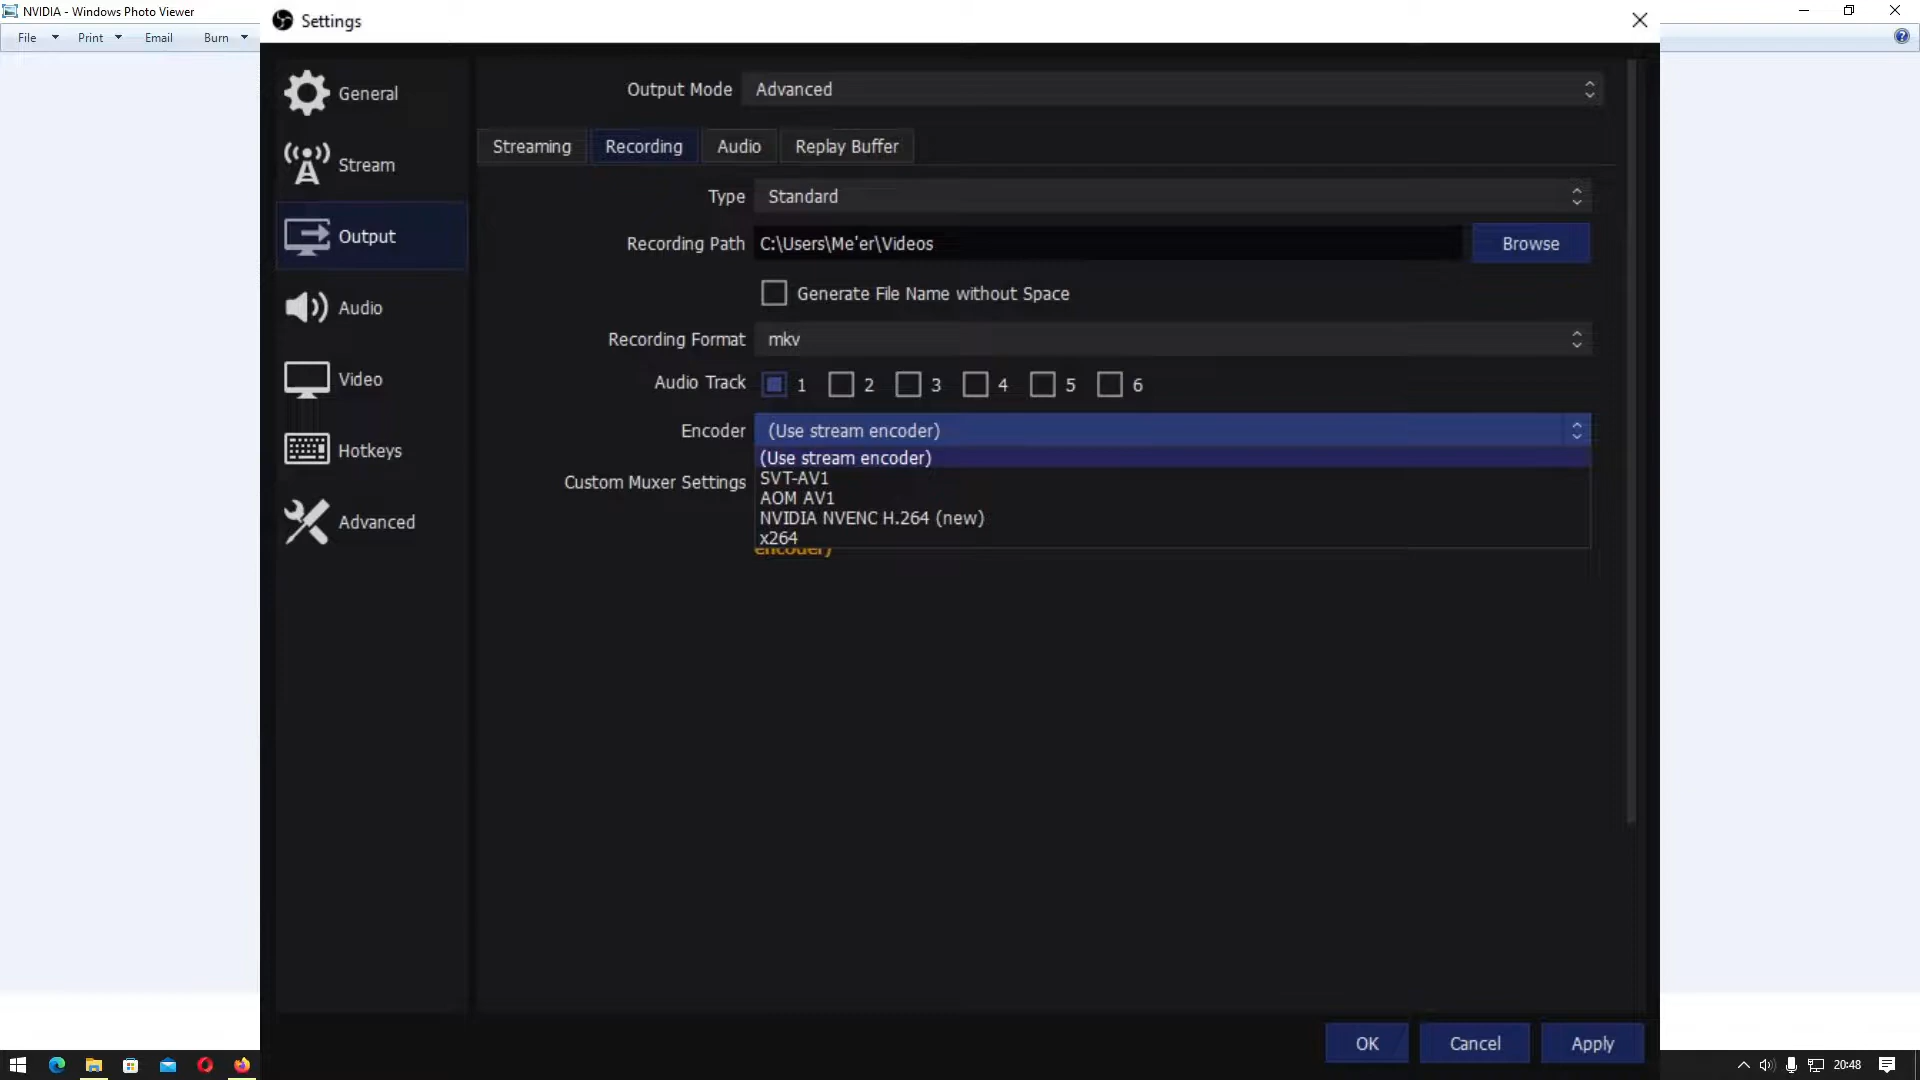 NVIDIA - Windows Photo Viewer
File Print Email Burn
Settings
General
Stream
Output
Audio
Video
Hotkeys
Advanced
Output Mode Advanced
Streaming Recording Audio Replay Buffer
Type Standard
Recording Path C:\Users\Me'er\Videos Browse
Generate File Name without Space
Recording Format mkv
Audio Track 1 2 3 4 5 6
Encoder (Use stream encoder)
(Use stream encoder)
SVT-AV1
Custom Muxer Settings
AOM AV1
NVIDIA NVENC H.264 (new)
x264
encoder)
OK Cancel Apply
20:48